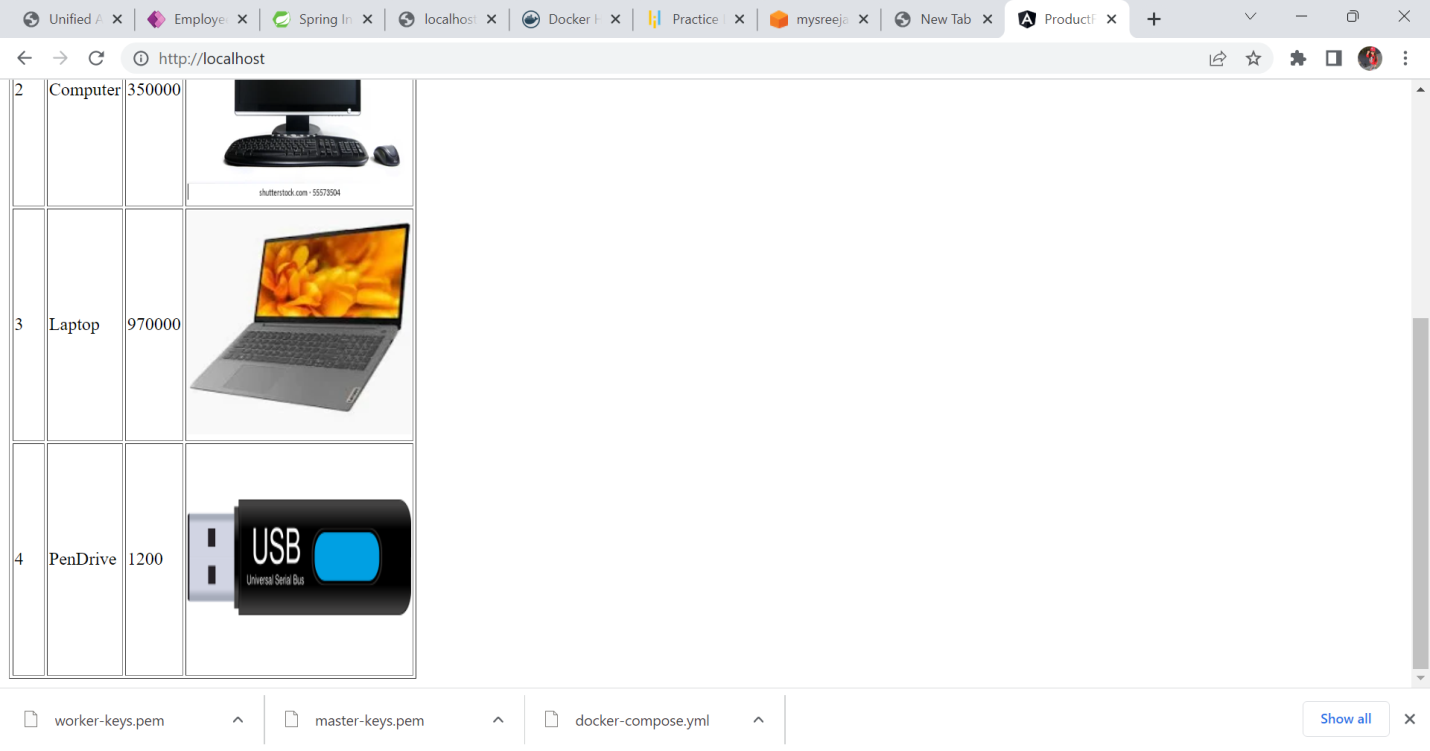 Unified A
Employe
Spring In
localhos
Docker H
Practice
mysreeja
New Tab
ProductF
http://localhost
2 Computer 350000
shutterstock.com · 55573504
3 Laptop 970000
4 PenDrive 1200
USB
Universal Serial Bus
worker-keys.pem
master-keys.pem
docker-compose.yml
Show all